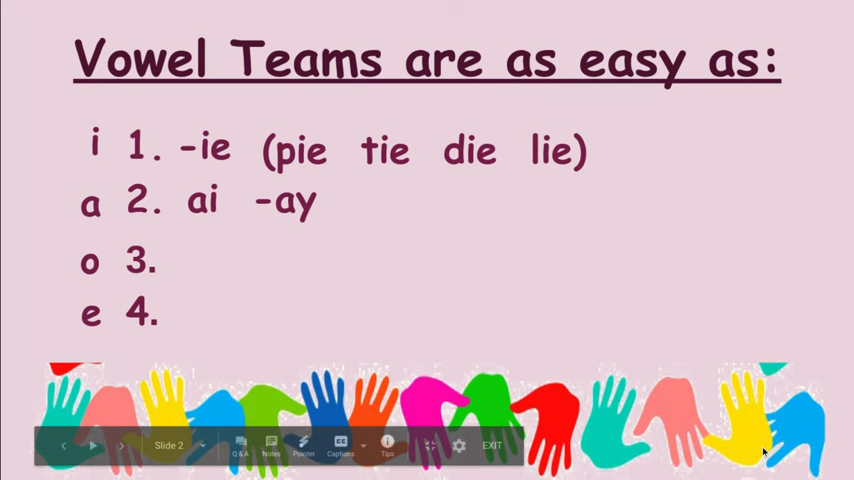 Vowel Teams are as easy as:
i 1. -ie (pie tie die lie)
a 2. ai -ay
o 3.
e 4.
Slide 2 Q & A Notes Pointer Captions Tips EXIT